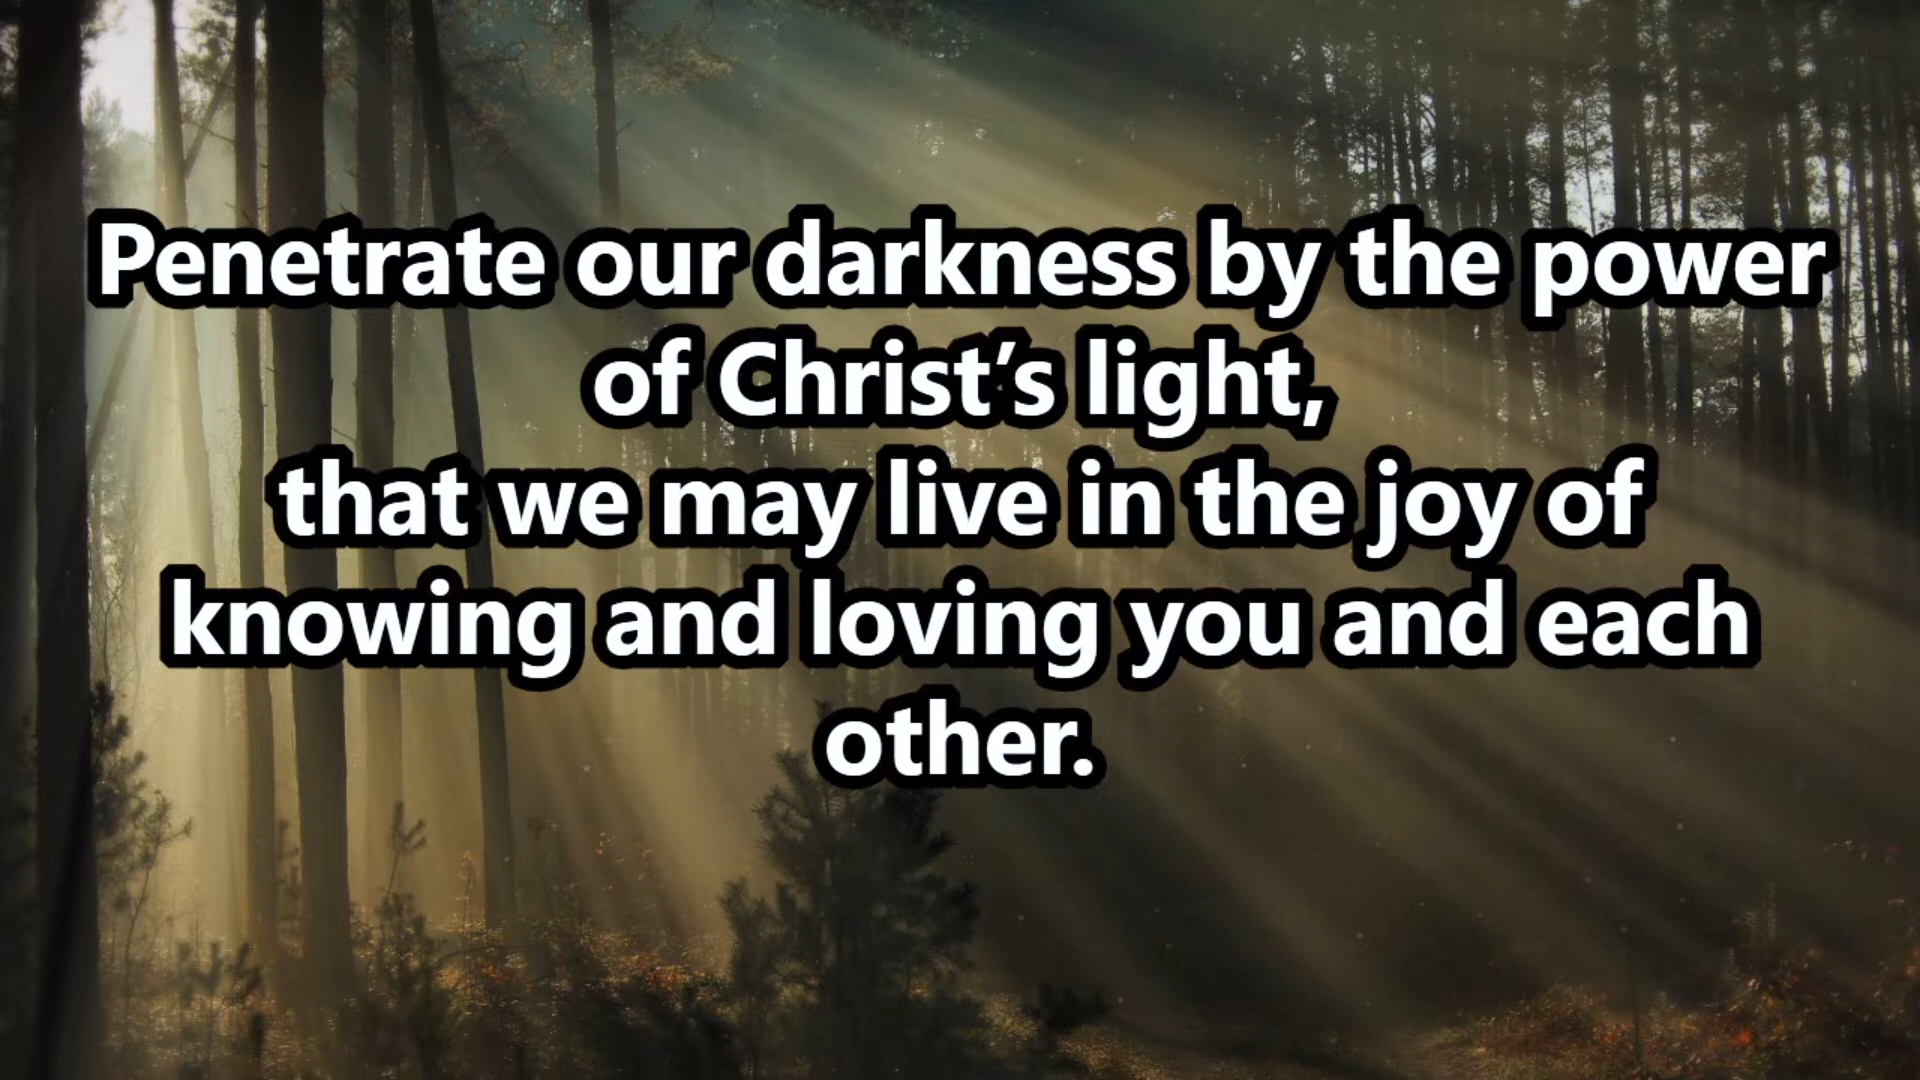 Penetrate our darkness by the power
of Christ’s light,
that we may live in the joy of
knowing and loving you and each
other.